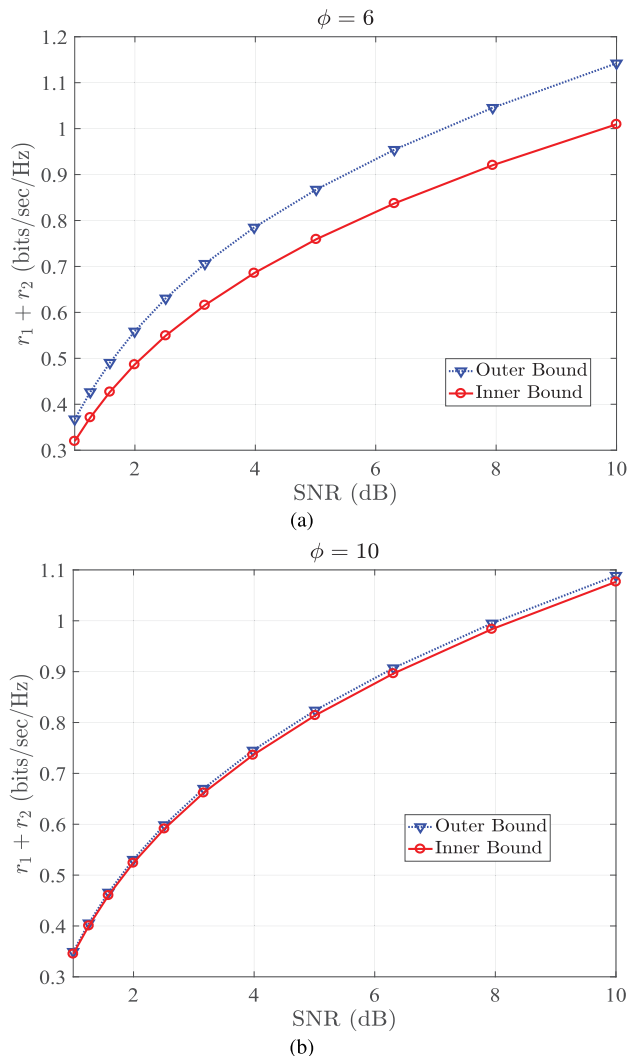 ϕ = 6
1.2
1.1
1
0.9
0.8
0.7
0.6
0.5
0.4
0.3
r₁ + r₂ (bits/sec/Hz)
Outer Bound
Inner Bound
2 4 6 8 10
SNR (dB)
(a)
ϕ = 10
1.1
1
0.9
0.8
0.7
0.6
0.5
0.4
0.3
r₁ + r₂ (bits/sec/Hz)
Outer Bound
Inner Bound
2 4 6 8 10
SNR (dB)
(b)